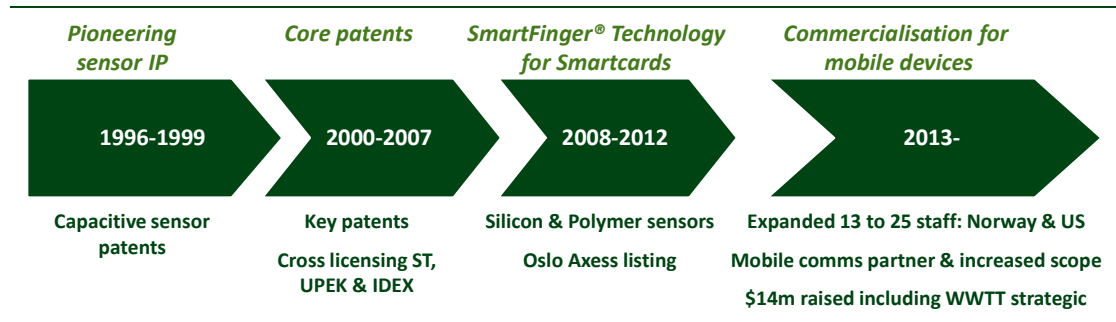 Pioneering
sensor IP
Core patents
SmartFinger® Technology
for Smartcards
Commercialisation for
mobile devices
1996-1999
2000-2007
2008-2012
2013-
Capacitive sensor
patents
Key patents
Cross licensing ST,
UPEK & IDEX
Silicon & Polymer sensors
Oslo Axess listing
Expanded 13 to 25 staff: Norway & US
Mobile comms partner & increased scope
$14m raised including WWTT strategic